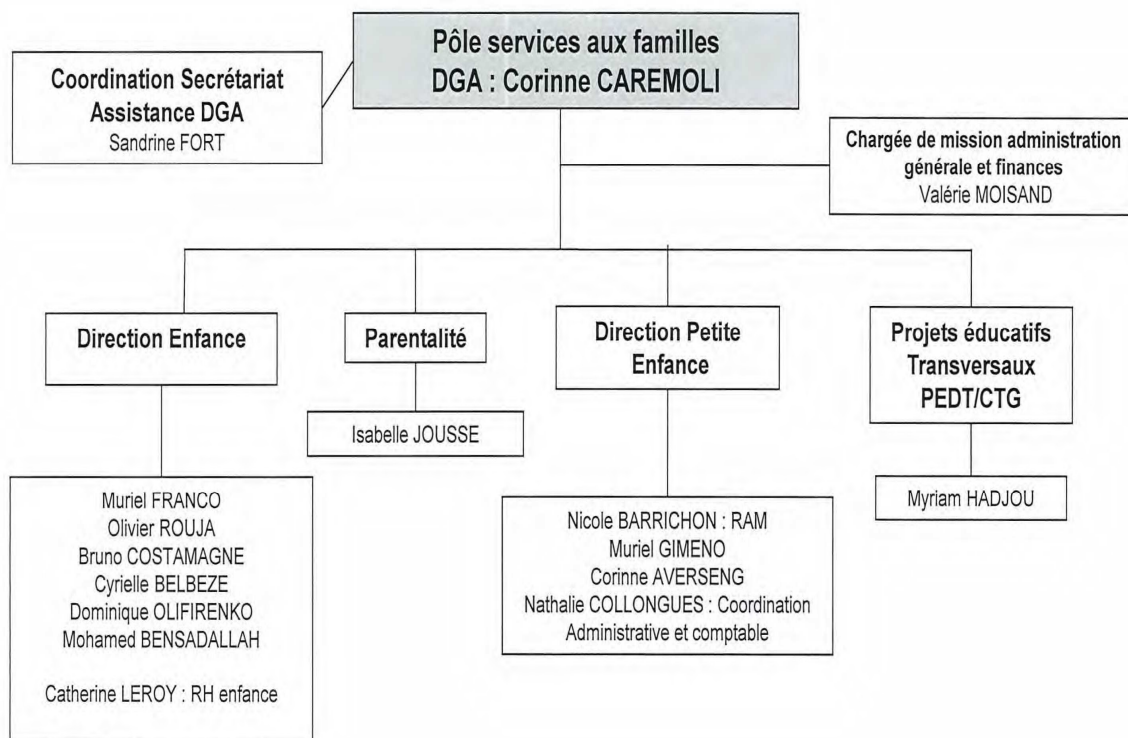 Pôle services aux familles
DGA : Corinne CAREMOLI
Coordination Secrétariat
Assistance DGA
Sandrine FORT
Chargée de mission administration
générale et finances
Valérie MOISAND
Direction Enfance
Parentalité
Direction Petite
Enfance
Projets éducatifs
Transversaux
PEDT/CTG
Isabelle JOUSSE
Muriel FRANCO
Olivier ROUJA
Bruno COSTAMAGNE
Cyrielle BELBEZE
Dominique OLIFIRENKO
Mohamed BENSADALLAH
Catherine LEROY : RH enfance
Nicole BARRICHON : RAM
Muriel GIMENO
Corinne AVERSENG
Nathalie COLLONGUES : Coordination
Administrative et comptable
Myriam HADJOU